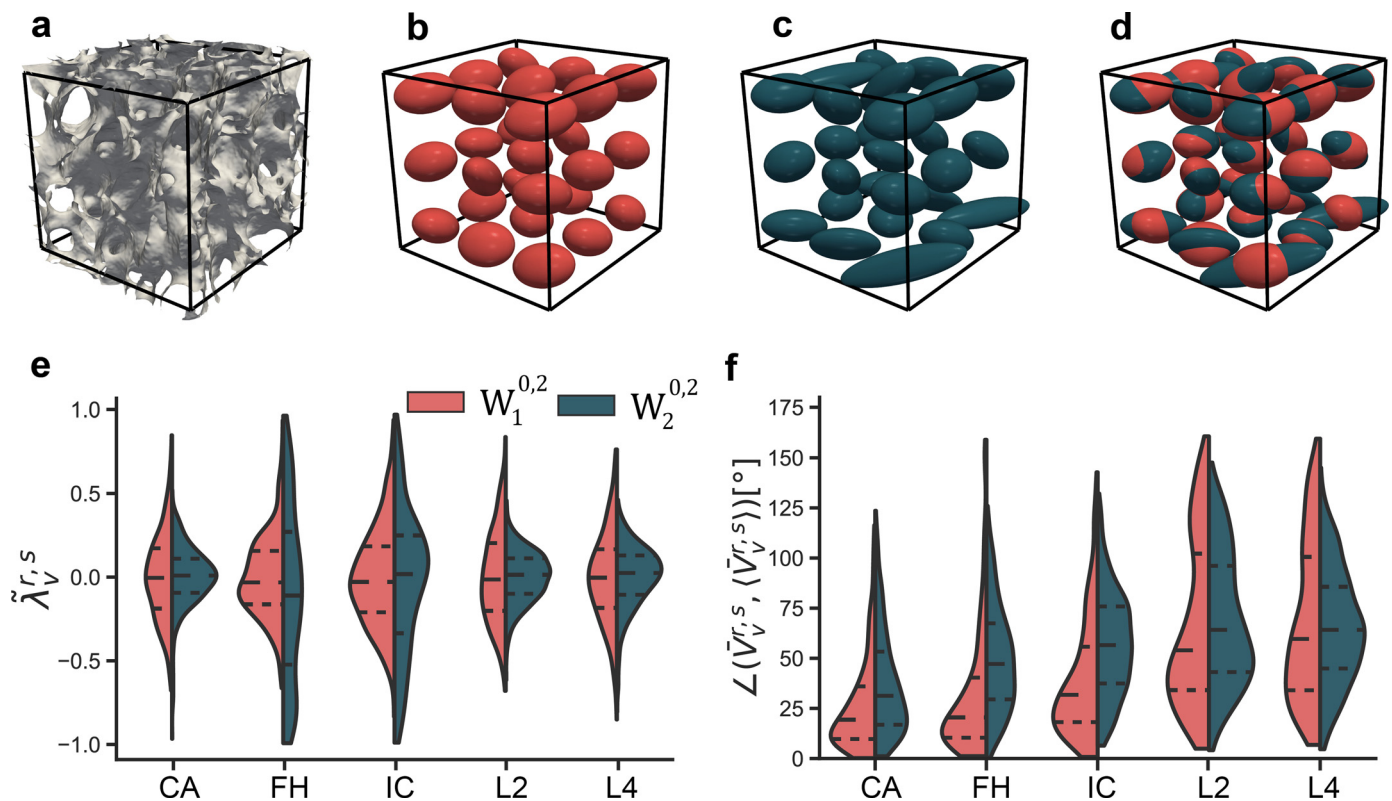 a
b
c
d
e
W₁^{0,2} W₂^{0,2}
1.0
0.5
0.0
−0.5
−1.0
λ̃ᵥ^{r,s}
CA FH IC L2 L4
f
175
150
125
100
75
50
25
0
∠(V̄ᵥ^{r,s}, ⟨V̄ᵥ^{r,s}⟩)[°]
CA FH IC L2 L4